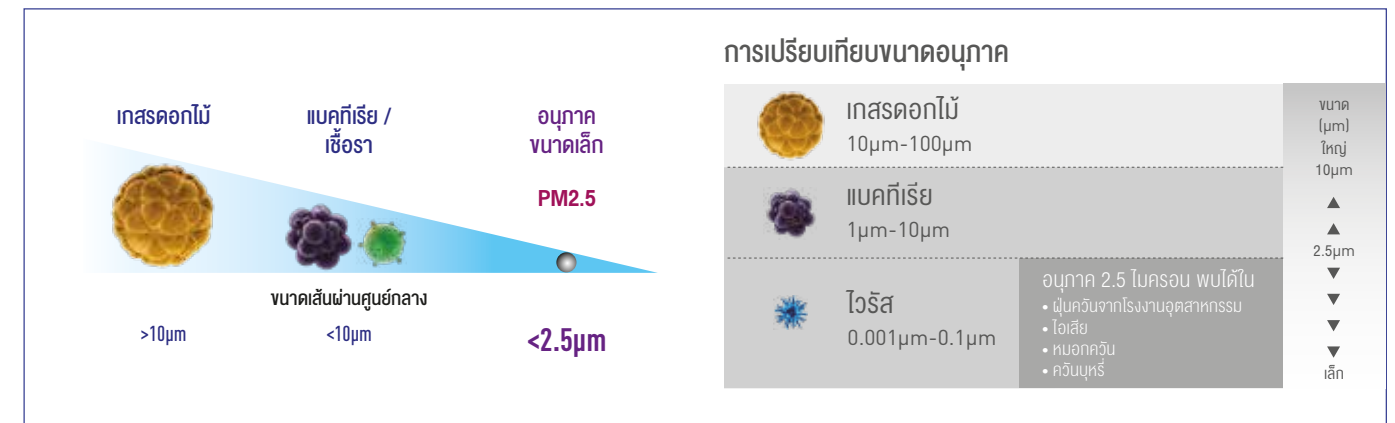 เกสรดอกไม้
แบคทีเรีย /
เชื้อรา
อนุภาค
ขนาดเล็ก
PM2.5
ขนาดเส้นผ่านศูนย์กลาง
>10μm
<10μm
<2.5μm
การเปรียบเทียบขนาดอนุภาค
เกสรดอกไม้
10μm-100μm
แบคทีเรีย
1μm-10μm
ไวรัส
0.001μm-0.1μm
อนุภาค 2.5 ไมครอน พบได้ใน
• ฝุ่นควันจากโรงงานอุตสาหกรรม
• ไอเสีย
• หมอกควัน
• ควันบุหรี่
ขนาด
(μm)
ใหญ่
10μm
2.5μm
เล็ก